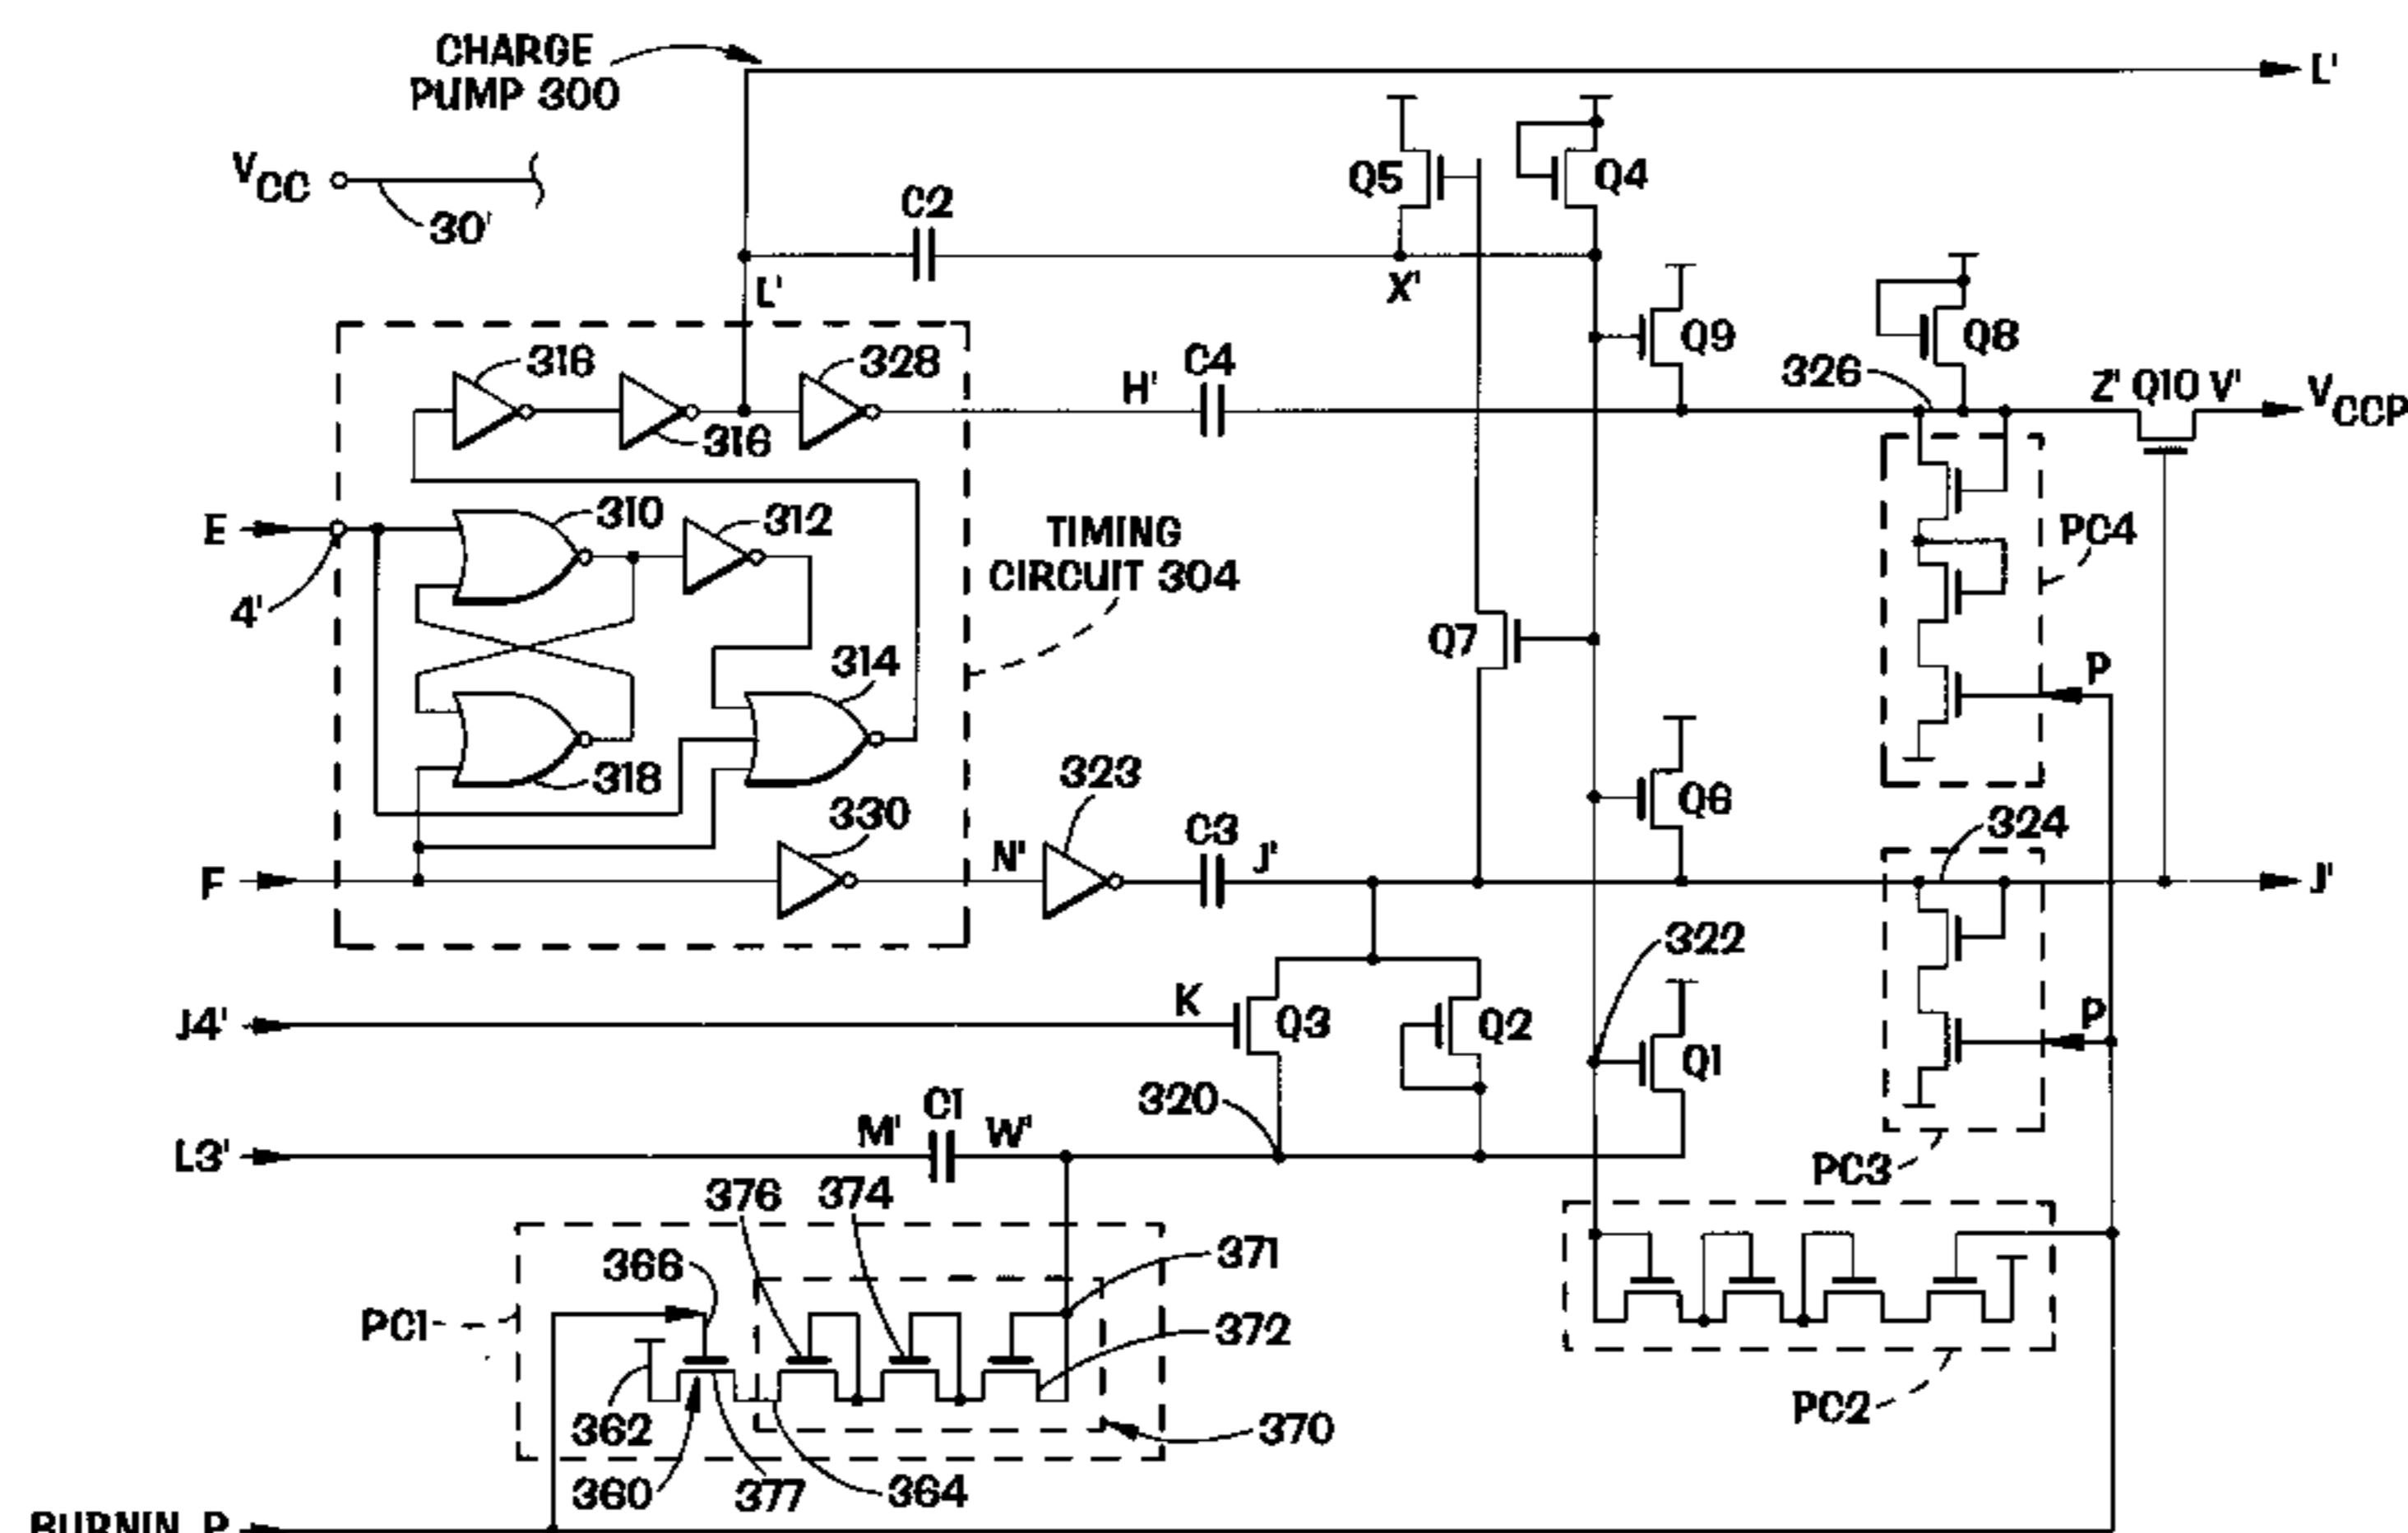 CHARGE
PUMP 300
L'
VCC
30'
C2
Q5
Q4
X'
L'
Q9
Q8
316
328
H'
C4
326
Z' Q10 V'
VCCP
316
E
310
312
TIMING
CIRCUIT 304
PC4
4'
Q7
314
P
318
323
Q6
330
N'
C3
J'
324
F
J'
322
J4'
K
Q3
Q2
P
Q1
320
C1
M'
W'
L3'
PC3
376
374
366
371
PC1
372
362
370
PC2
360
377
364
BURNIN P